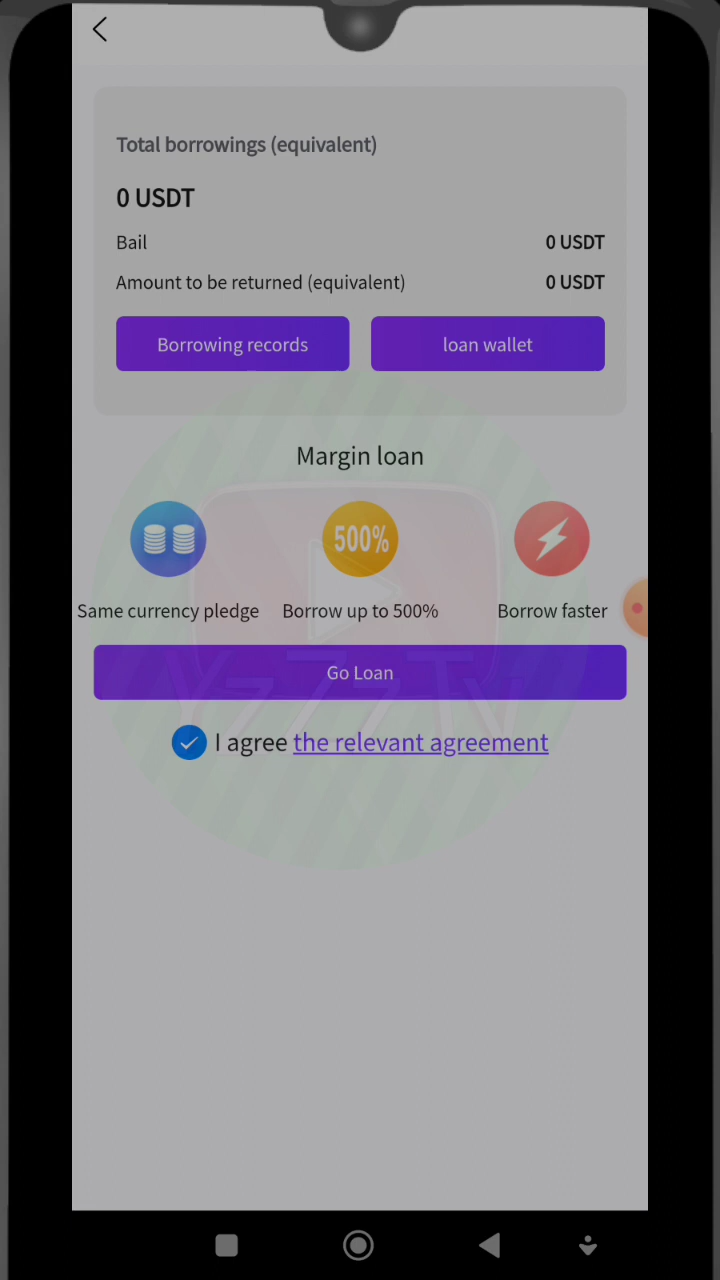 Total borrowings (equivalent)
0 USDT
Bail 0 USDT
Amount to be returned (equivalent) 0 USDT
Borrowing records loan wallet
Margin loan
500%
Same currency pledge Borrow up to 500% Borrow faster
Go Loan
YzZzTv
I agree the relevant agreement